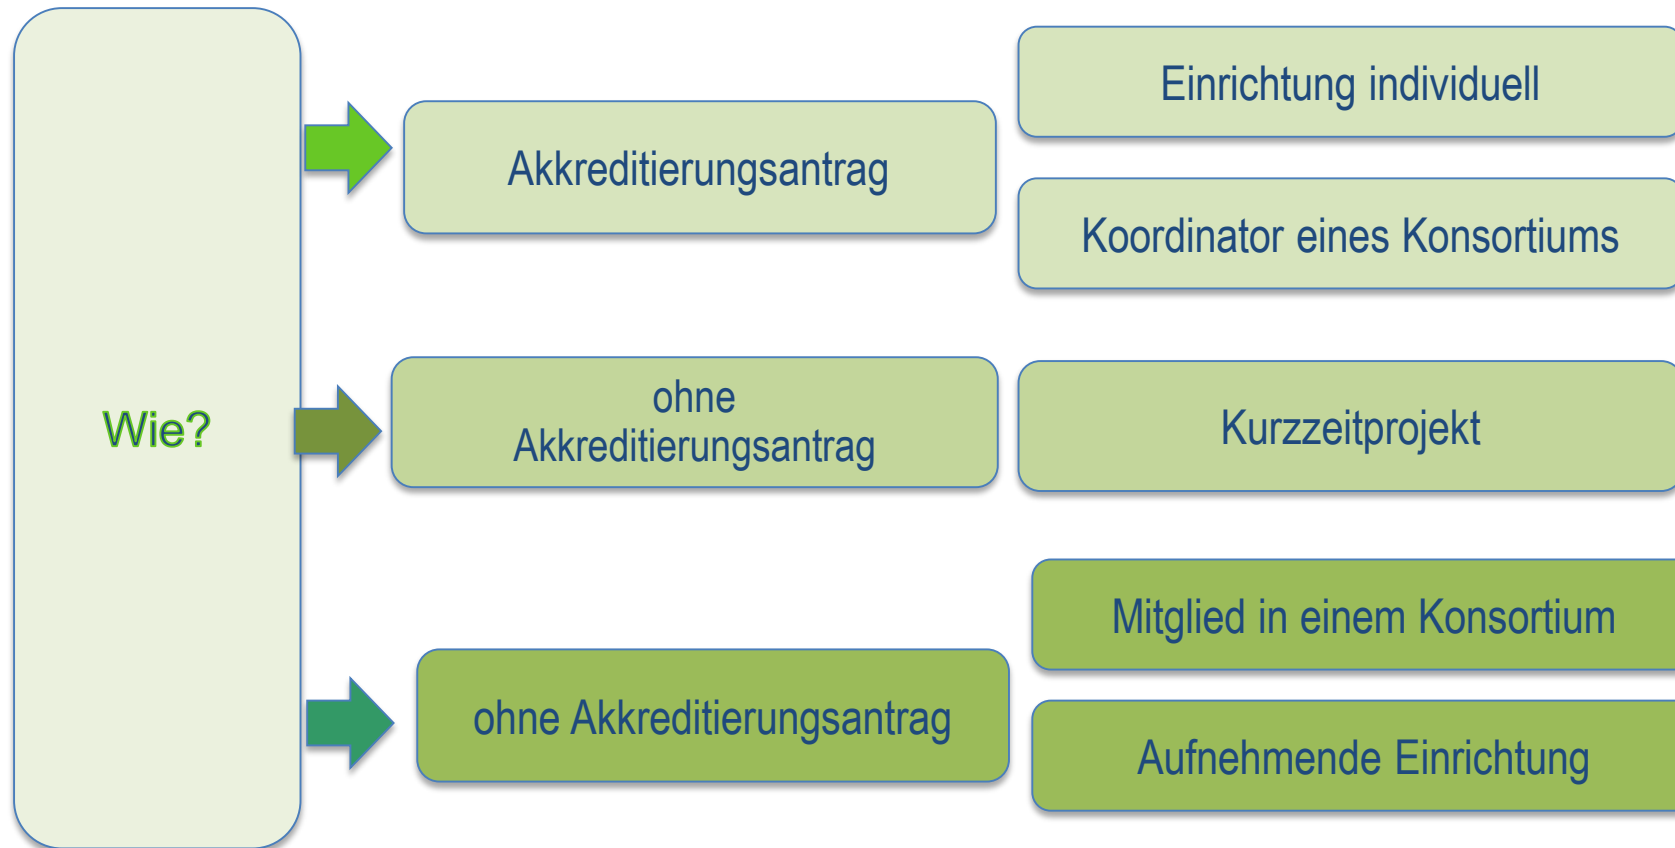 Wie?
Akkreditierungsantrag
Einrichtung individuell
Koordinator eines Konsortiums
ohne
Akkreditierungsantrag
Kurzzeitprojekt
ohne Akkreditierungsantrag
Mitglied in einem Konsortium
Aufnehmende Einrichtung